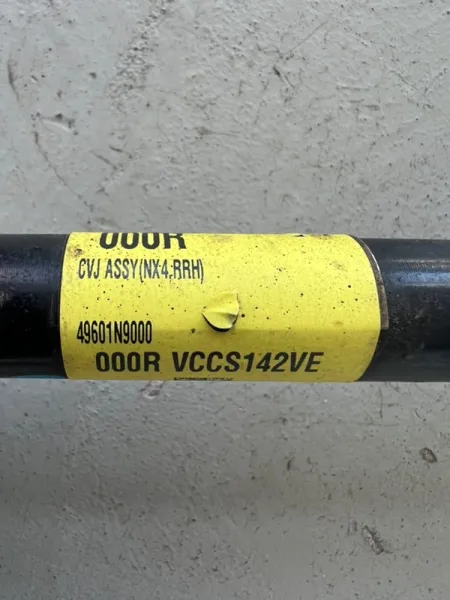 000R
CVJ ASSY(NX4,RRH)
49601N9000
000R VCCS142VE